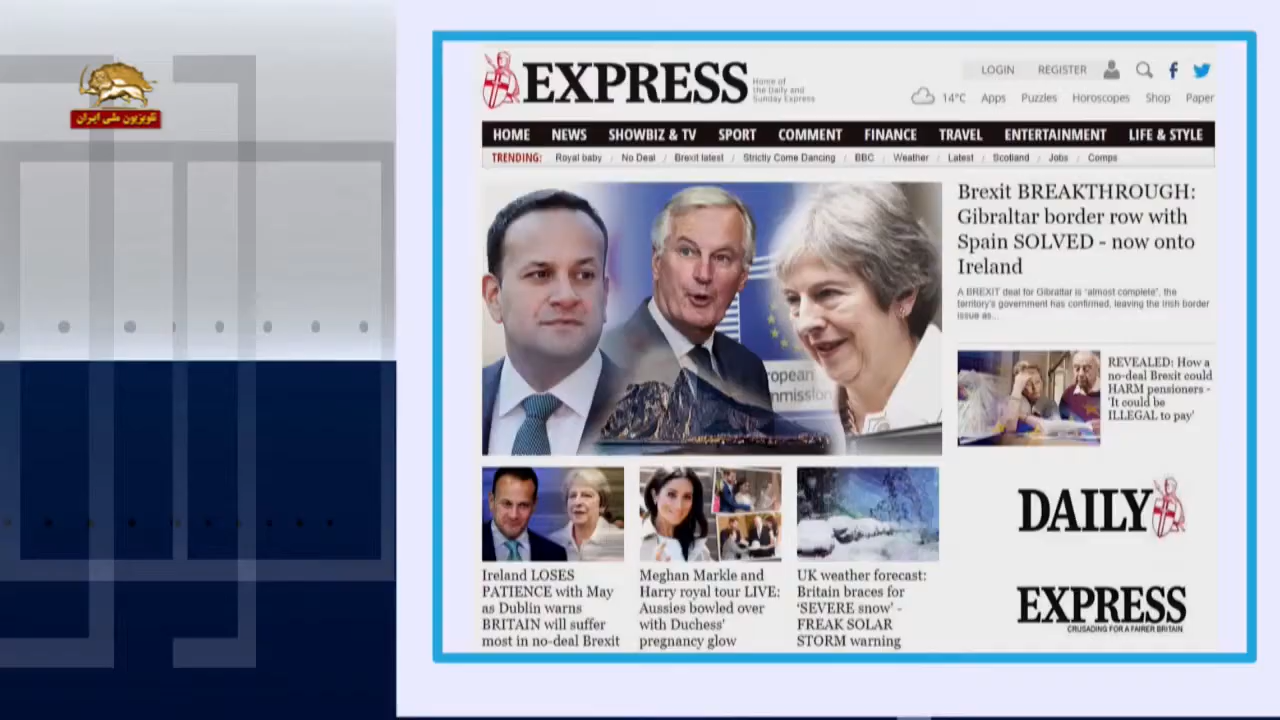 تلویزیون ملی ایران
EXPRESS
Home of
the Daily and
Sunday Express
LOGIN REGISTER
14°C Apps Puzzles Horoscopes Shop Paper
HOME NEWS SHOWBIZ & TV SPORT COMMENT FINANCE TRAVEL ENTERTAINMENT LIFE & STYLE
TRENDING: Royal baby / No Deal / Brexit latest / Strictly Come Dancing / BBC / Weather / Latest / Scotland / Jobs / Comps
Brexit BREAKTHROUGH:
Gibraltar border row with
Spain SOLVED - now onto
Ireland
A BREXIT deal for Gibraltar is "almost complete", the
territory's government has confirmed, leaving the Irish border
issue as...
opean
mmission
REVEALED: How a
no-deal Brexit could
HARM pensioners -
'It could be
ILLEGAL to pay'
Ireland LOSES
PATIENCE with May
as Dublin warns
BRITAIN will suffer
most in no-deal Brexit
Meghan Markle and
Harry royal tour LIVE:
Aussies bowled over
with Duchess'
pregnancy glow
UK weather forecast:
Britain braces for
'SEVERE snow' -
FREAK SOLAR
STORM warning
DAILY
EXPRESS
CRUSADING FOR A FAIRER BRITAIN